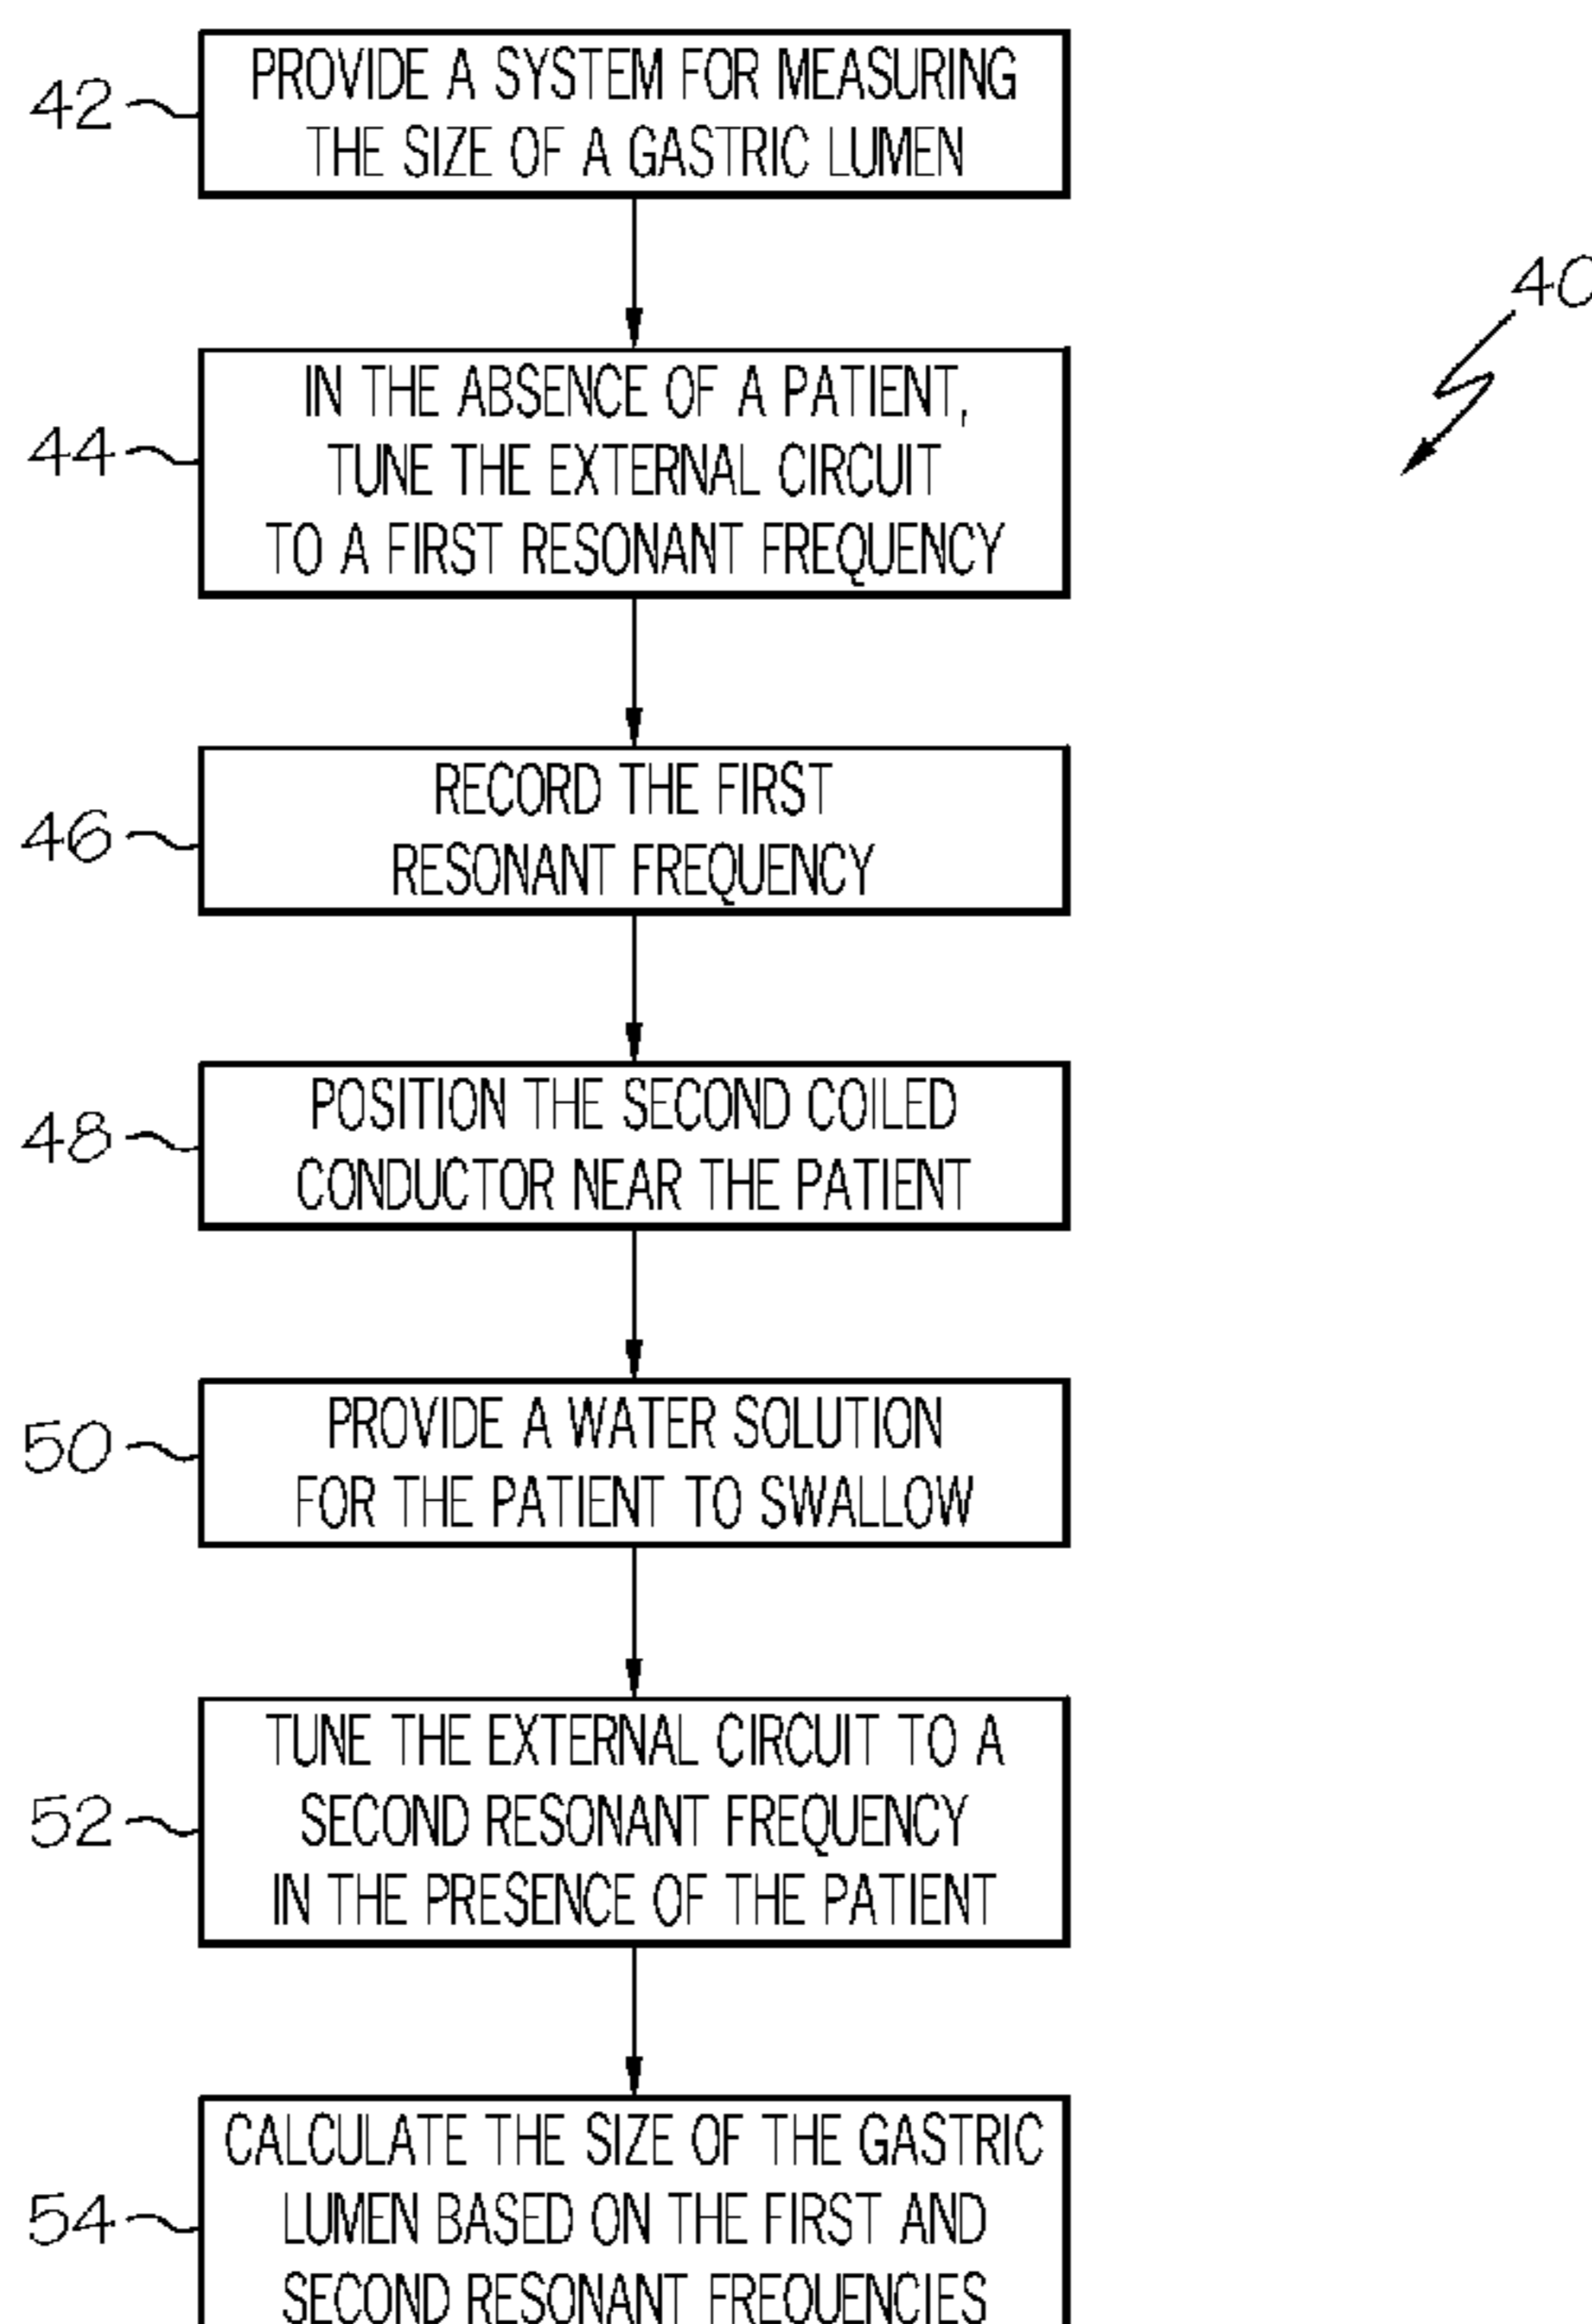 42
PROVIDE A SYSTEM FOR MEASURING
THE SIZE OF A GASTRIC LUMEN
40
44
IN THE ABSENCE OF A PATIENT,
TUNE THE EXTERNAL CIRCUIT
TO A FIRST RESONANT FREQUENCY
46
RECORD THE FIRST
RESONANT FREQUENCY
48
POSITION THE SECOND COILED
CONDUCTOR NEAR THE PATIENT
50
PROVIDE A WATER SOLUTION
FOR THE PATIENT TO SWALLOW
52
TUNE THE EXTERNAL CIRCUIT TO A
SECOND RESONANT FREQUENCY
IN THE PRESENCE OF THE PATIENT
54
CALCULATE THE SIZE OF THE GASTRIC
LUMEN BASED ON THE FIRST AND
SECOND RESONANT FREQUENCIES